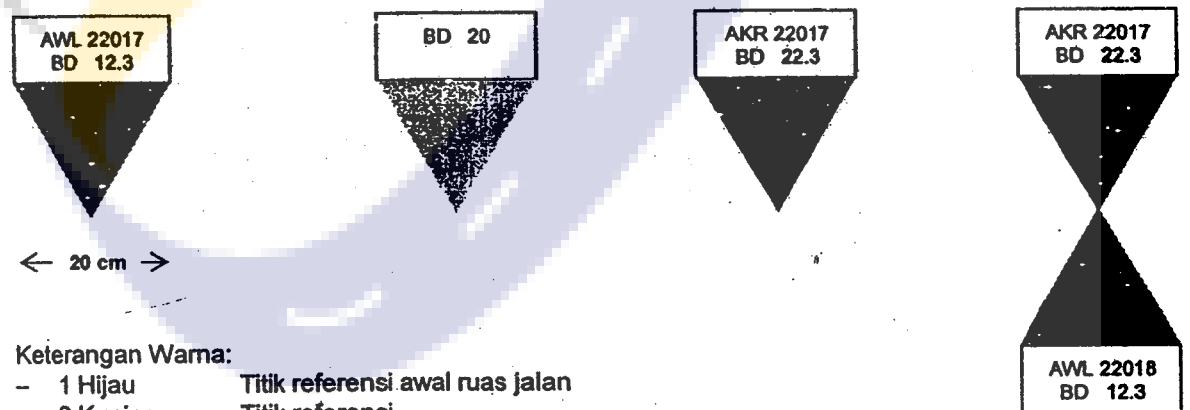 AWL 22017
BD 12.3
BD 20
AKR 22017
BD 22.3
AKR 22017
BD 22.3
← 20 cm →
AWL 22018
BD 12.3
Keterangan Warna:
– 1 Hijau Titik referensi awal ruas jalan
Titik referensi